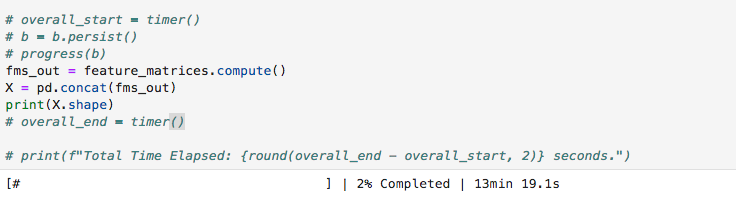 # overall_start = timer()
# b = b.persist()
# progress(b)
fms_out = feature_matrices.compute()
X = pd.concat(fms_out)
print(X.shape)
# overall_end = timer()
# print(f"Total Time Elapsed: {round(overall_end - overall_start, 2)} seconds.")
[# ] | 2% Completed | 13min 19.1s